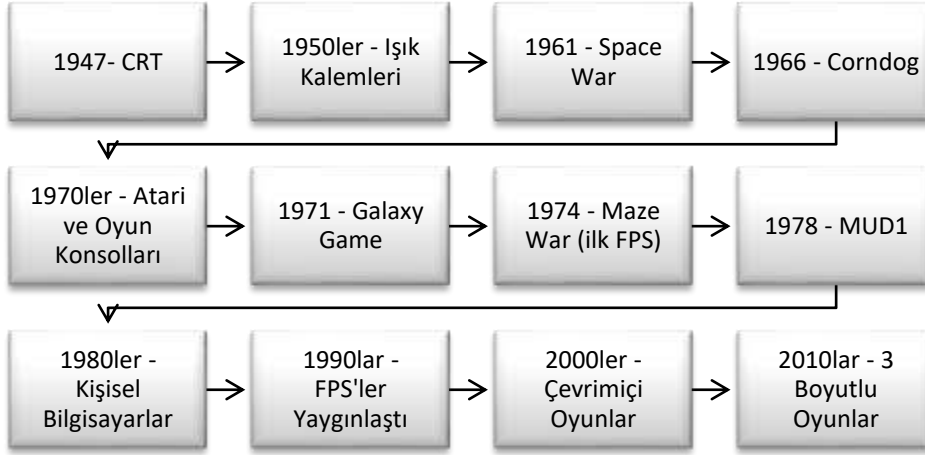 1947- CRT
1950ler - Işık
Kalemleri
1961 - Space
War
1966 - Corndog
1970ler - Atari
ve Oyun
Konsolları
1971 - Galaxy
Game
1974 - Maze
War (ilk FPS)
1978 - MUD1
1980ler -
Kişisel
Bilgisayarlar
1990lar -
FPS'ler
Yaygınlaştı
2000ler -
Çevrimiçi
Oyunlar
2010lar - 3
Boyutlu
Oyunlar